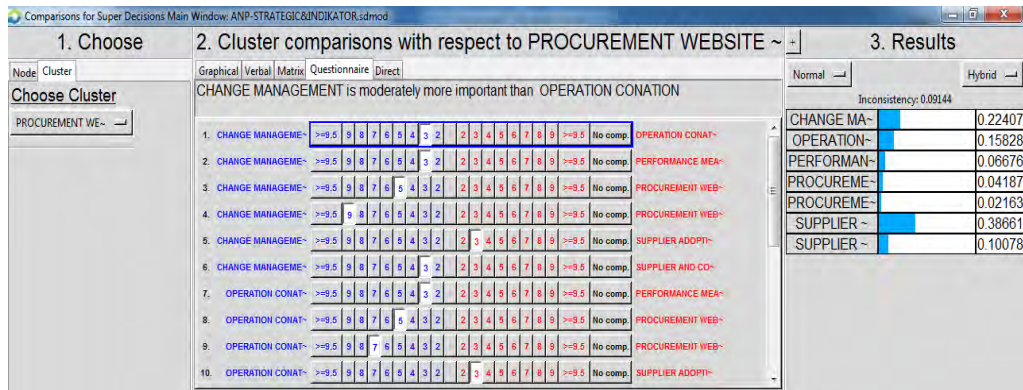 Comparisons for Super Decisions Main Window: ANP-STRATEGIC&INDIKATOR.sdmod
1. Choose
Node Cluster
Choose Cluster
PROCUREMENT WE~
2. Cluster comparisons with respect to PROCUREMENT WEBSITE ~
+
Graphical Verbal Matrix Questionnaire Direct
CHANGE MANAGEMENT is moderately more important than OPERATION CONATION
1. CHANGE MANAGEME~ >=9.5 9 8 7 6 5 4 3 2 2 3 4 5 6 7 8 9 >=9.5 No comp. OPERATION CONAT~
2. CHANGE MANAGEME~ >=9.5 9 8 7 6 5 4 3 2 2 3 4 5 6 7 8 9 >=9.5 No comp. PERFORMANCE MEA~
3. CHANGE MANAGEME~ >=9.5 9 8 7 6 5 4 3 2 2 3 4 5 6 7 8 9 >=9.5 No comp. PROCUREMENT WEB~
4. CHANGE MANAGEME~ >=9.5 9 8 7 6 5 4 3 2 2 3 4 5 6 7 8 9 >=9.5 No comp. PROCUREMENT WEB~
5. CHANGE MANAGEME~ >=9.5 9 8 7 6 5 4 3 2 2 3 4 5 6 7 8 9 >=9.5 No comp. SUPPLIER ADOPTI~
6. CHANGE MANAGEME~ >=9.5 9 8 7 6 5 4 3 2 2 3 4 5 6 7 8 9 >=9.5 No comp. SUPPLIER AND CO~
7. OPERATION CONAT~ >=9.5 9 8 7 6 5 4 3 2 2 3 4 5 6 7 8 9 >=9.5 No comp. PERFORMANCE MEA~
8. OPERATION CONAT~ >=9.5 9 8 7 6 5 4 3 2 2 3 4 5 6 7 8 9 >=9.5 No comp. PROCUREMENT WEB~
9. OPERATION CONAT~ >=9.5 9 8 7 6 5 4 3 2 2 3 4 5 6 7 8 9 >=9.5 No comp. PROCUREMENT WEB~
10. OPERATION CONAT~ >=9.5 9 8 7 6 5 4 3 2 2 3 4 5 6 7 8 9 >=9.5 No comp. SUPPLIER ADOPTI~
3. Results
Normal Hybrid
Inconsistency: 0.09144
CHANGE MA~ 0.22407
OPERATION~ 0.15828
PERFORMAN~ 0.06676
PROCUREME~ 0.04187
PROCUREME~ 0.02163
SUPPLIER ~ 0.38661
SUPPLIER ~ 0.10078